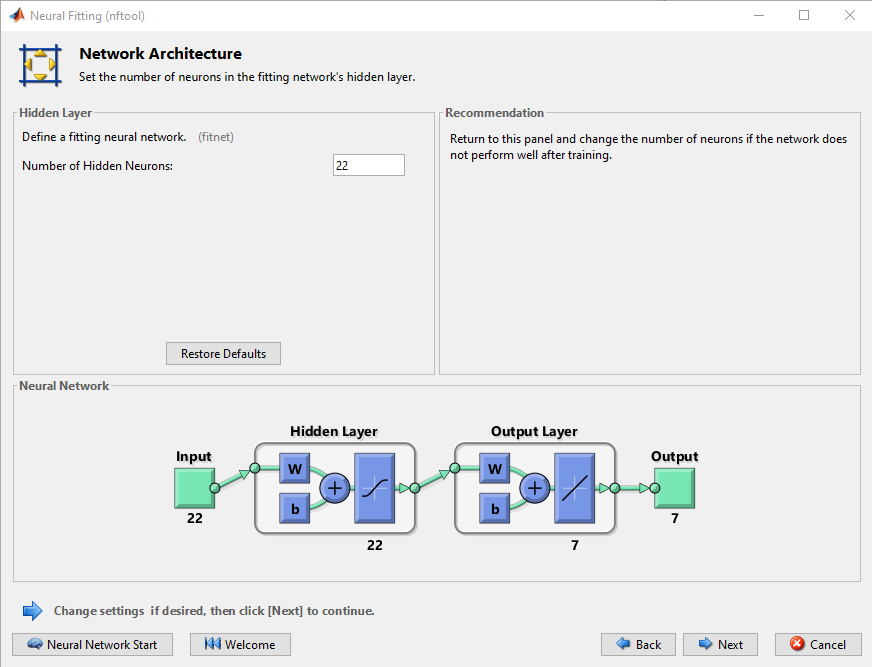 Neural Fitting (nftool)
Network Architecture
Set the number of neurons in the fitting network's hidden layer.
Hidden Layer
Define a fitting neural network. (fitnet)
Number of Hidden Neurons: 22
Restore Defaults
Recommendation
Return to this panel and change the number of neurons if the network does
not perform well after training.
Neural Network
Hidden Layer Output Layer
Input Output
W W
b b
22 7
22 7
Change settings if desired, then click [Next] to continue.
Neural Network Start Welcome Back Next Cancel